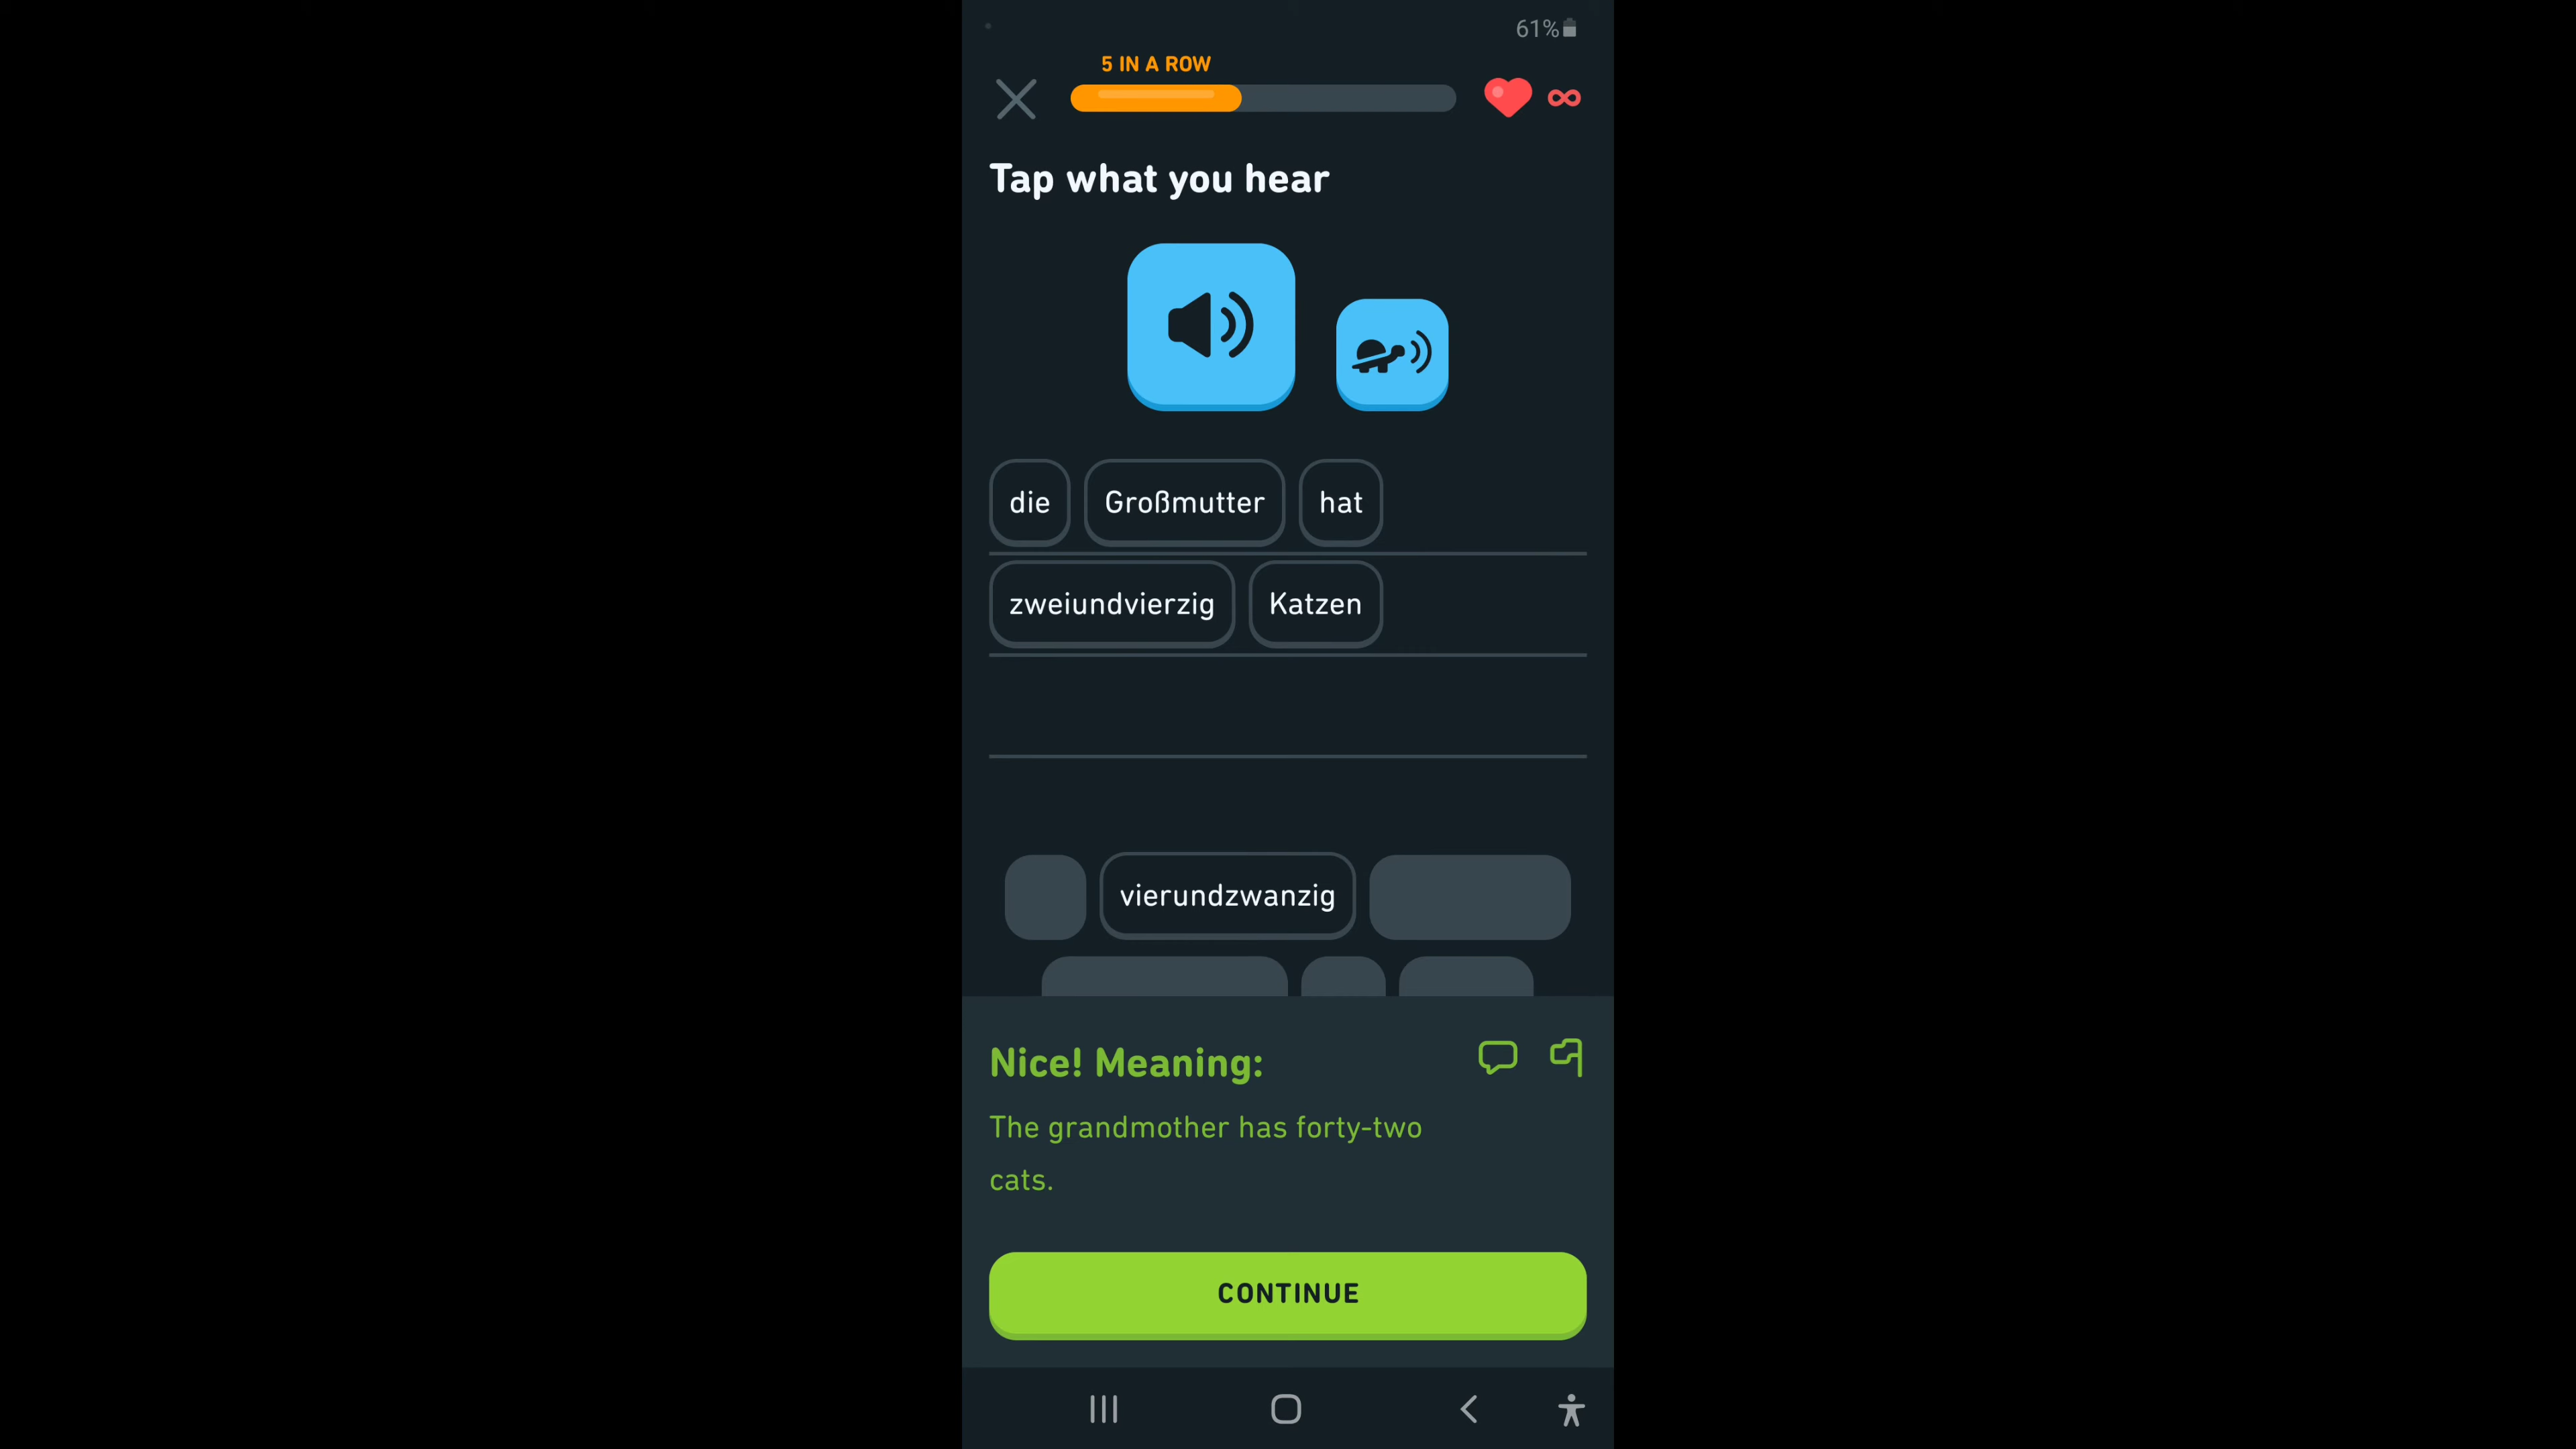 61%
5 IN A ROW
Tap what you hear
die Großmutter hat
zweiundvierzig Katzen
vierundzwanzig
Nice! Meaning:
The grandmother has forty-two
cats.
CONTINUE